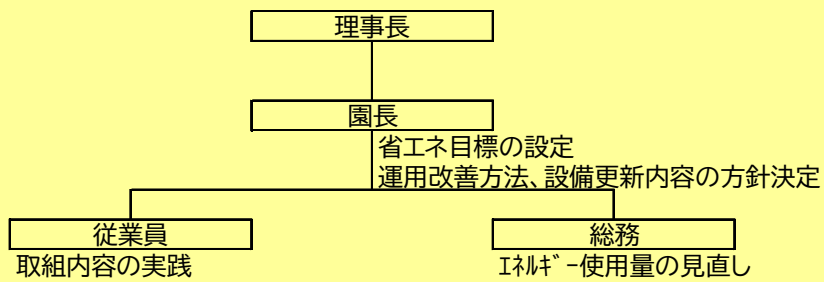 理事長
園長
省エネ目標の設定
運用改善方法、設備更新内容の方針決定
従業員
取組内容の実践
総務
ｴﾈﾙｷﾞｰ使用量の見直し